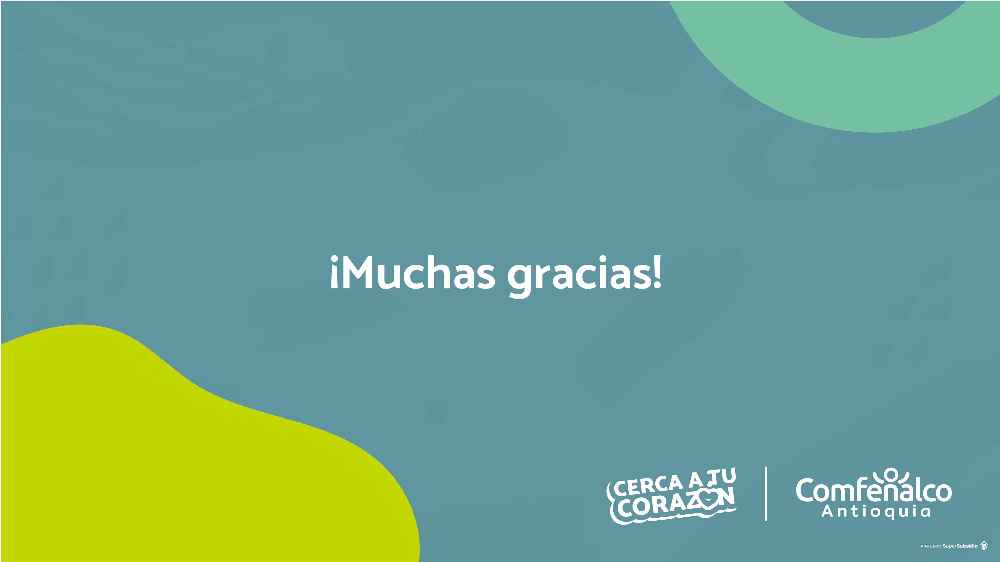 ¡Muchas gracias!
CERCA A TU
CORAZÓN
Comfenalco
Antioquia
VIGILADO SuperSubsidio